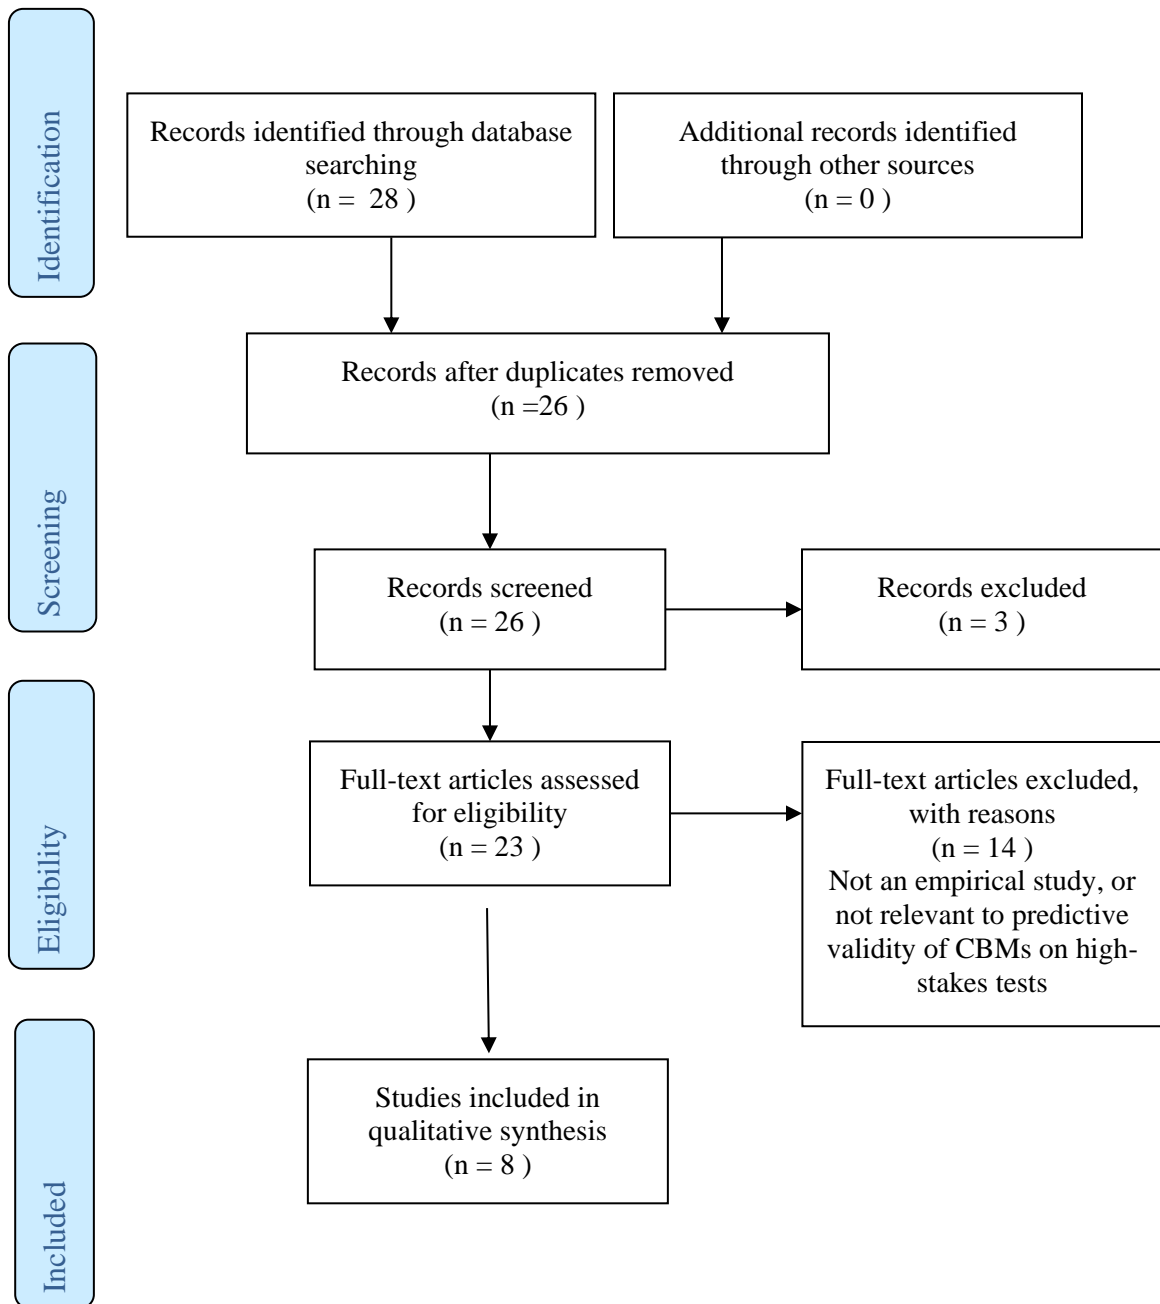 Identification
Records identified through database
searching
(n =  28 )
Additional records identified
through other sources
(n = 0 )
Records after duplicates removed
(n =26 )
Screening
Records screened
(n = 26 )
Records excluded
(n = 3 )
Eligibility
Full-text articles assessed
for eligibility
(n = 23 )
Full-text articles excluded,
with reasons
(n = 14 )
Not an empirical study, or
not relevant to predictive
validity of CBMs on high-
stakes tests
Included
Studies included in
qualitative synthesis
(n = 8 )